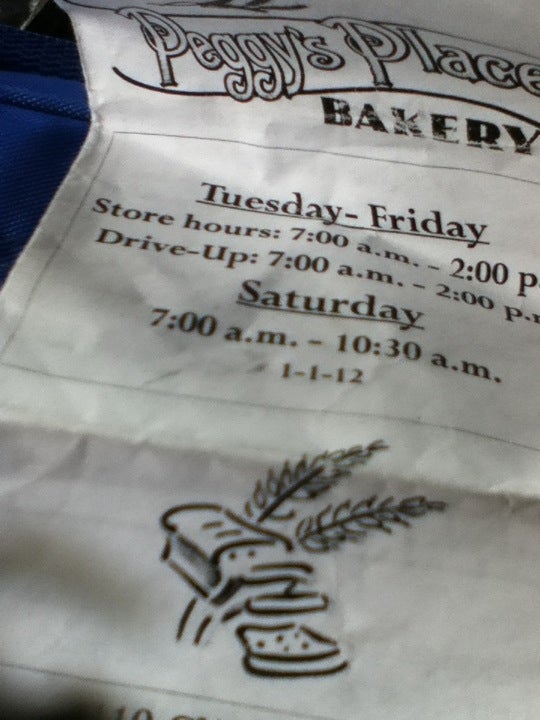 Peggy's Place
BAKERY
Tuesday- Friday
Store hours: 7:00 a.m. - 2:00 p
Drive-Up: 7:00 a.m. - 2:00 p.
Saturday
7:00 a.m. - 10:30 a.m.
1-1-12